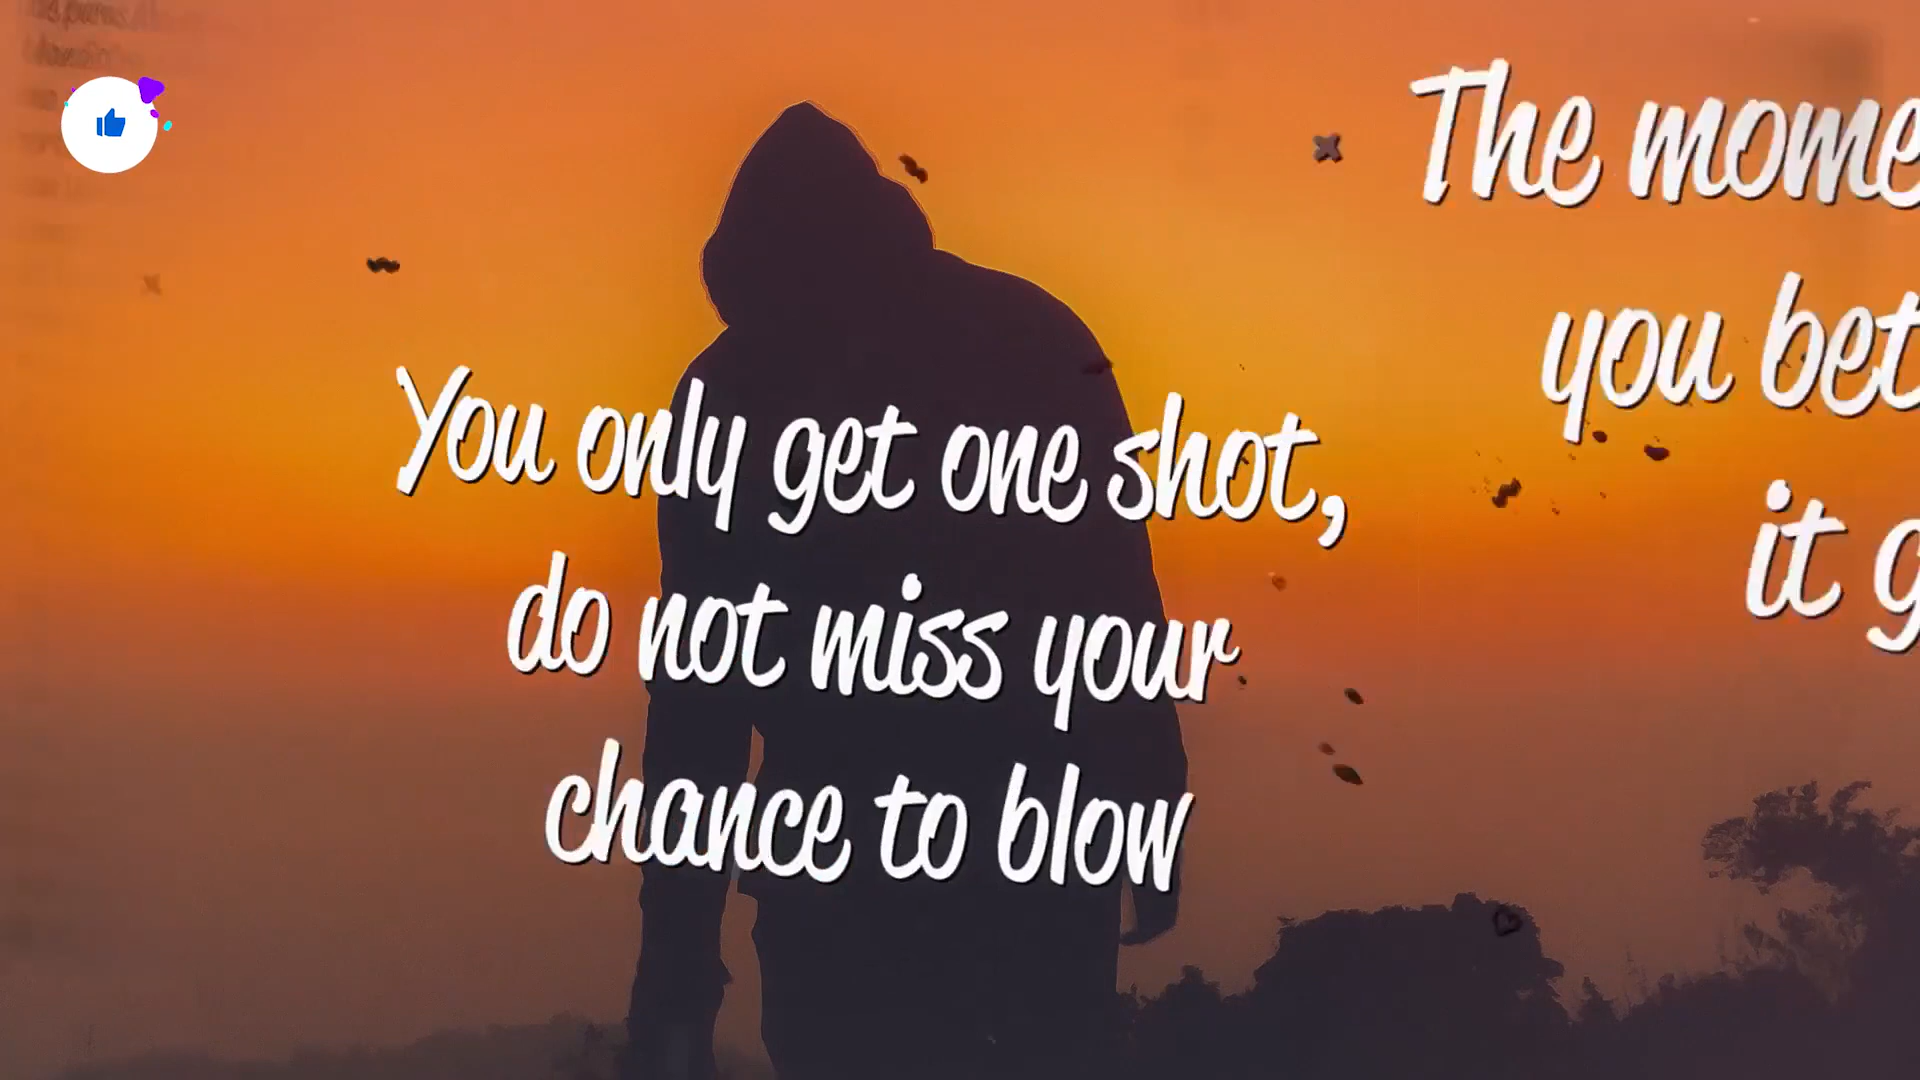 You only get one shot,
do not miss your
chance to blow
The mome
you bet
it g